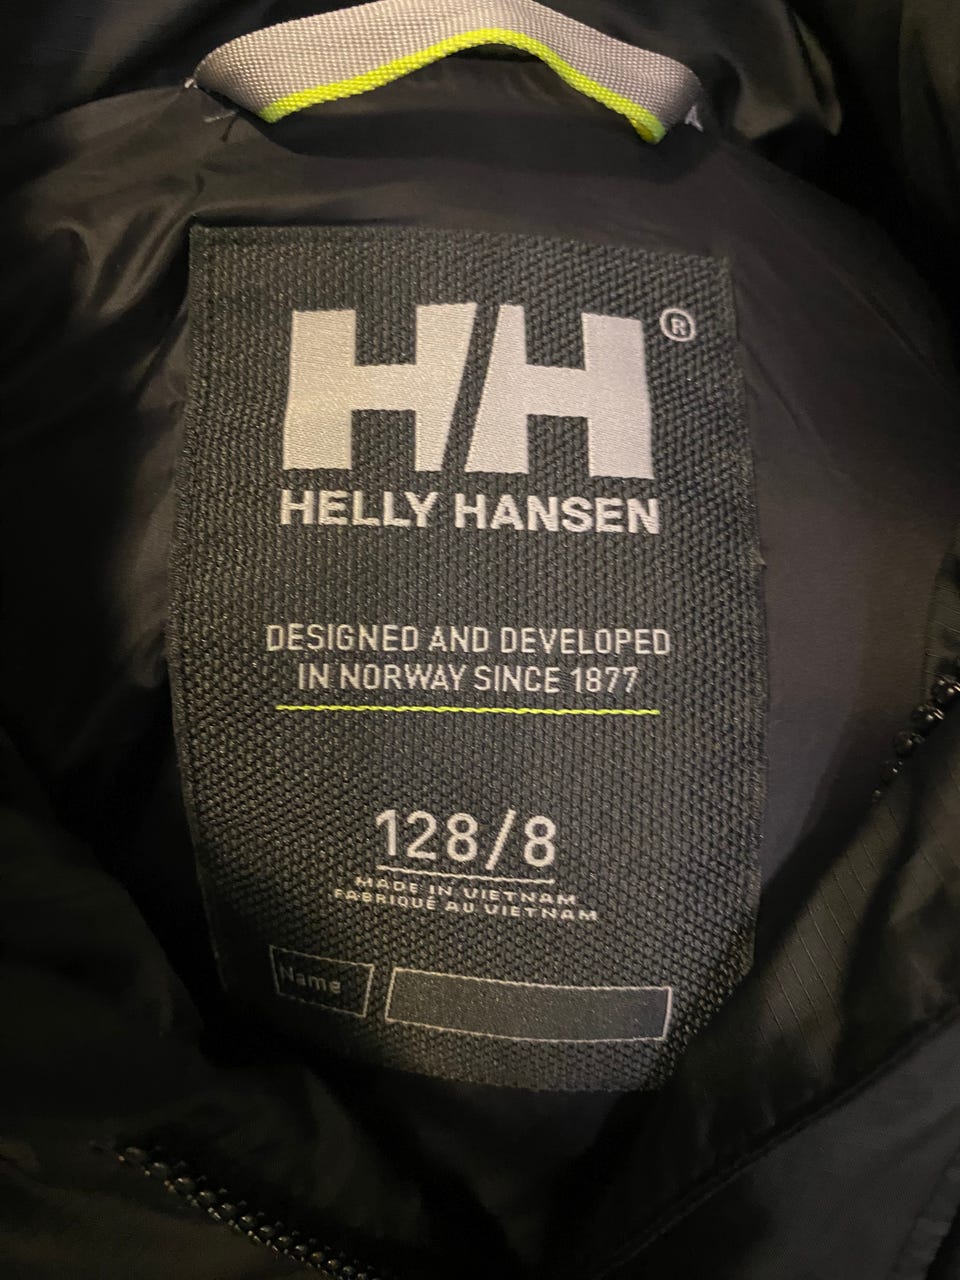 HH®
HELLY HANSEN
DESIGNED AND DEVELOPED
IN NORWAY SINCE 1877
128/8
MADE IN VIETNAM
FABRIQUÉ AU VIETNAM
Name